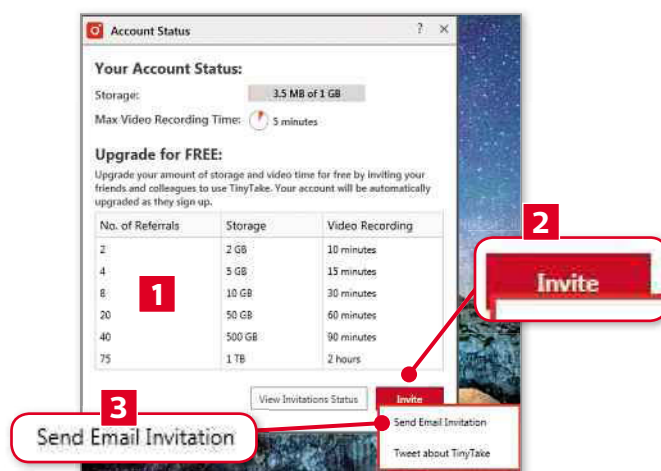 Account Status ? ×
Your Account Status:
Storage: 3.5 MB of 1 GB
Max Video Recording Time: 5 minutes
Upgrade for FREE:
Upgrade your amount of storage and video time for free by inviting your
friends and colleagues to use TinyTake. Your account will be automatically
upgraded as they sign up.
No. of Referrals Storage Video Recording
2 2 GB 10 minutes
4 5 GB 15 minutes
8 10 GB 30 minutes
20 50 GB 60 minutes
40 500 GB 90 minutes
75 1 TB 2 hours
1
2
Invite
View Invitations Status Invite
3
Send Email Invitation
Send Email Invitation
Tweet about TinyTake